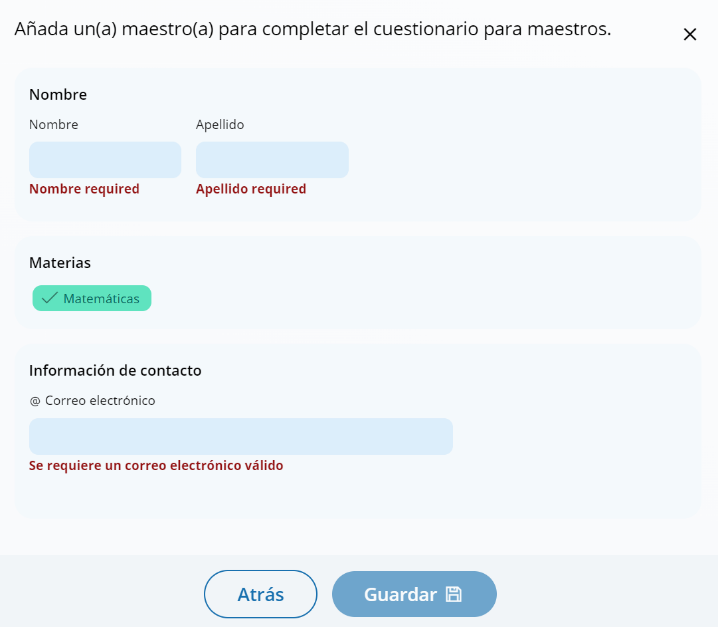 Añada un(a) maestro(a) para completar el cuestionario para maestros.
Nombre
Nombre Apellido
Nombre required Apellido required
Materias
Matemáticas
Información de contacto
@ Correo electrónico
Se requiere un correo electrónico válido
Atrás Guardar